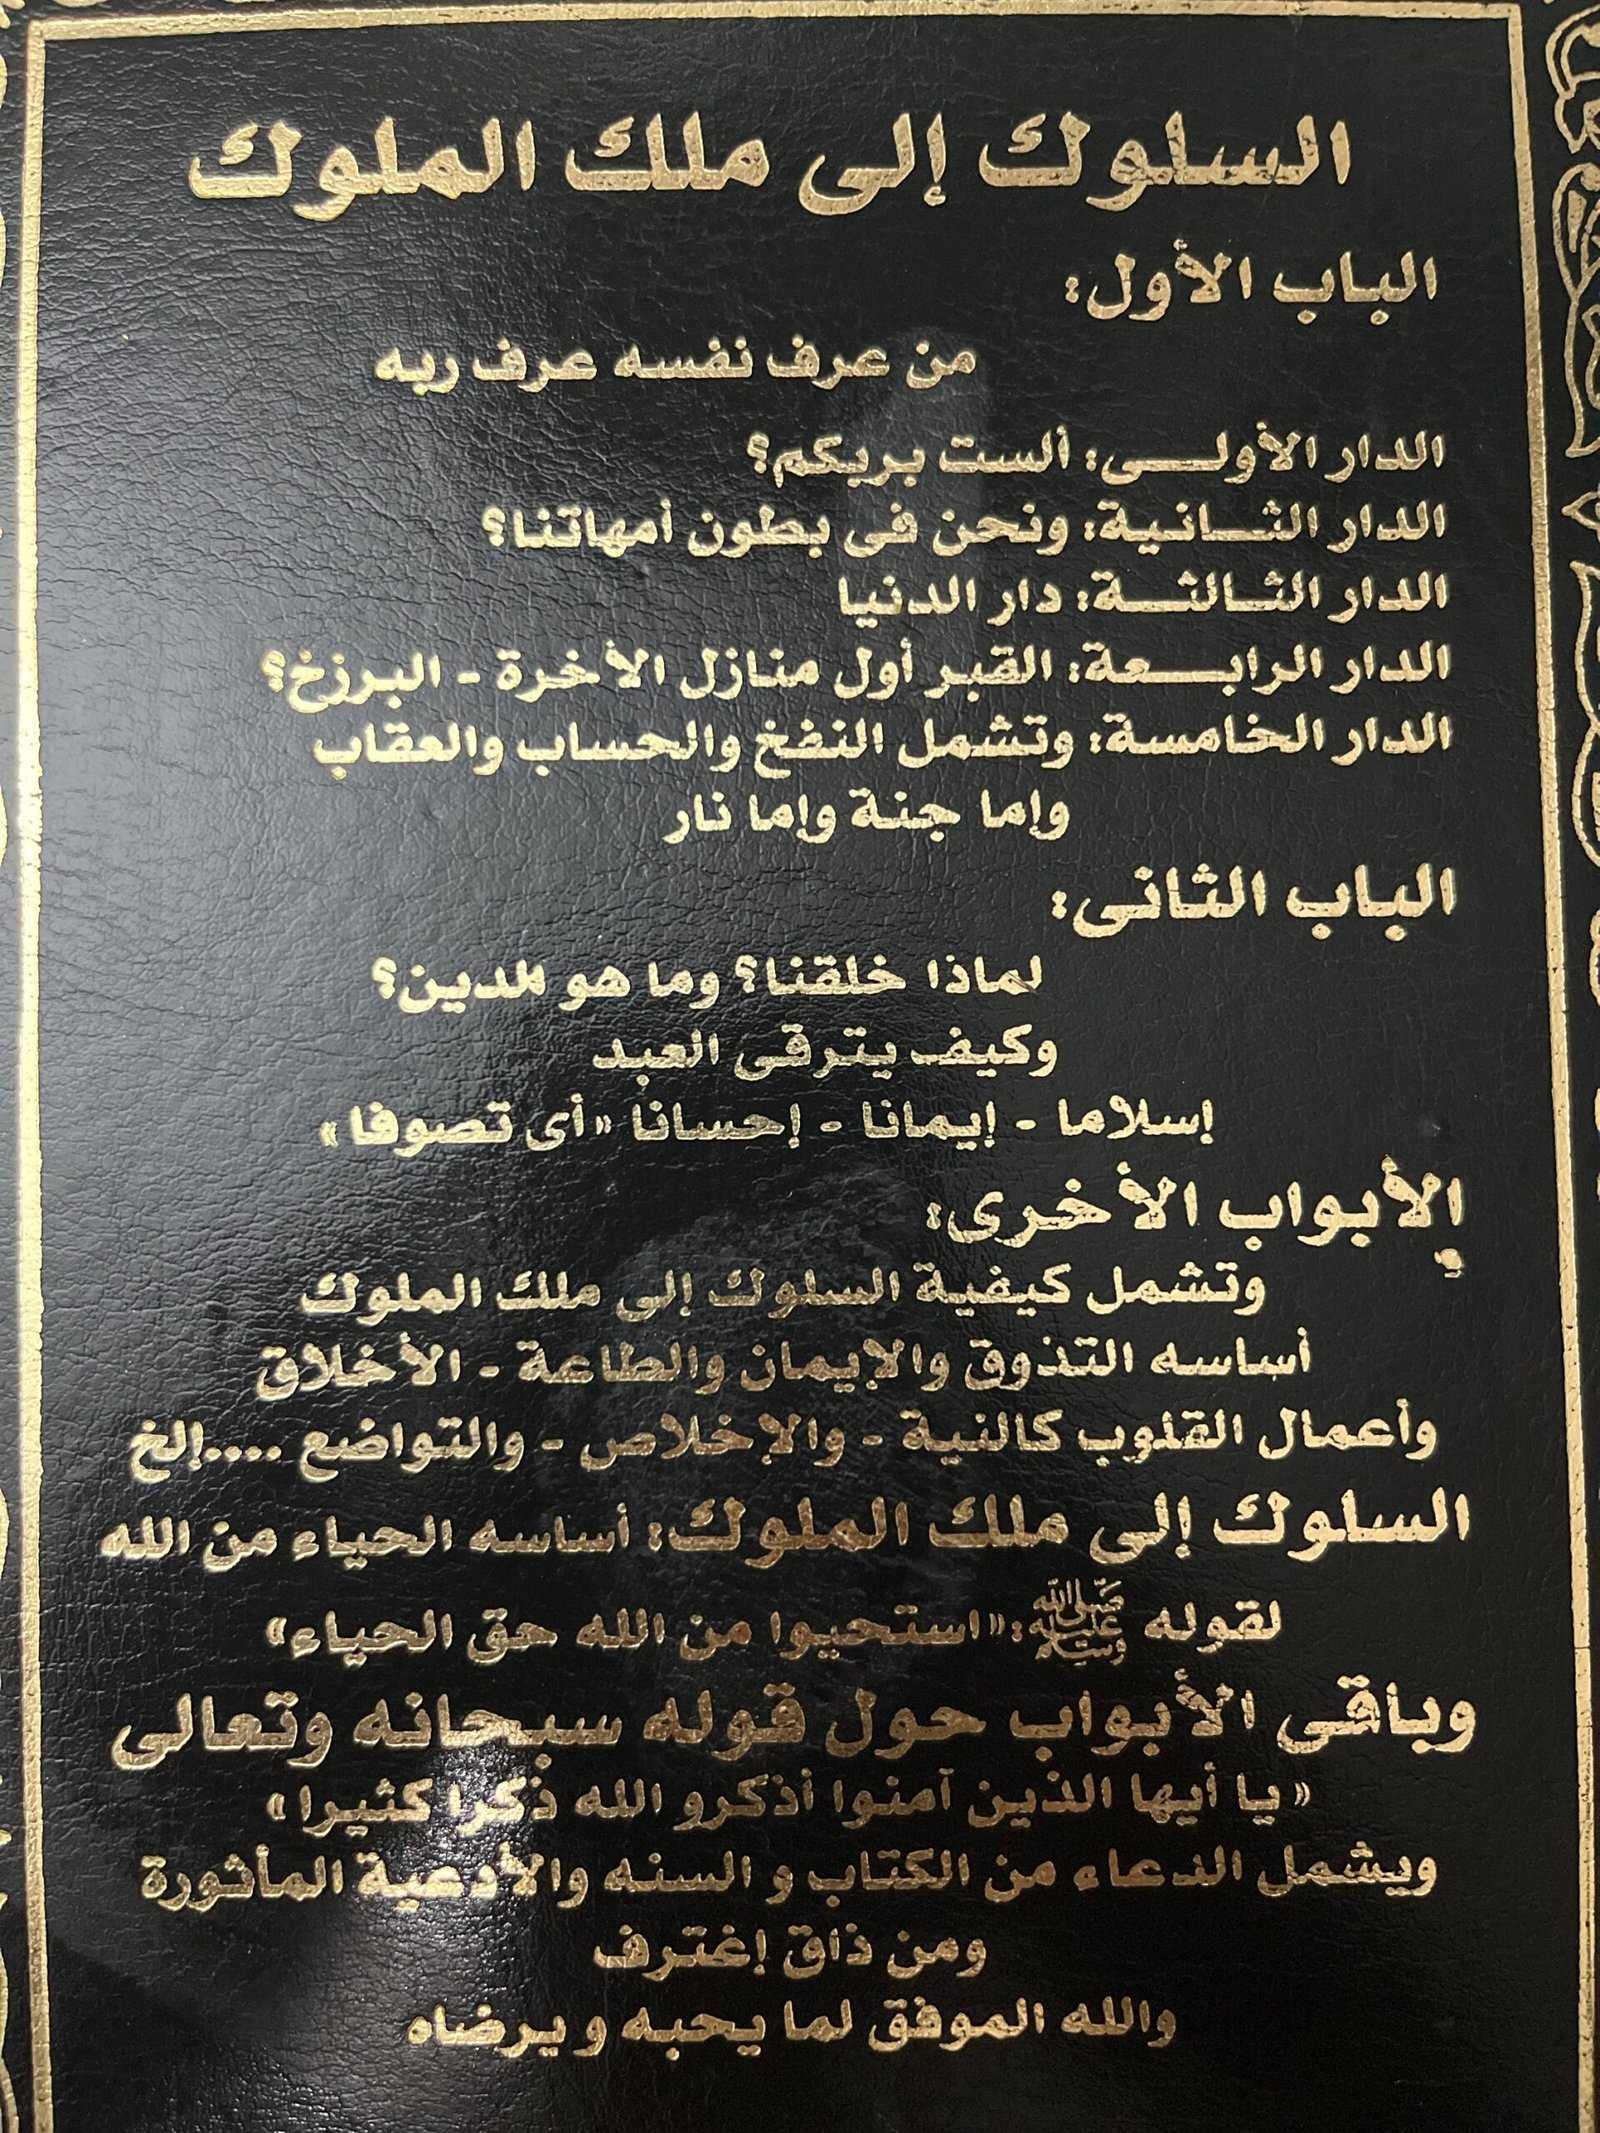 السلوك إلى ملك الملوك
الباب الأول:
من عرف نفسه عرف ربه
الدار الأولى: ألست بربكم؟
الدار الثانية: ونحن فى بطون أمهاتنا؟
الدار الثالثة: دار الدنيا
الدار الرابعة: القبر أول منازل الأخرة - البرزخ؟
الدار الخامسة: وتشمل النفخ والحساب والعقاب
وإما جنة وإما نار
الباب الثانى:
لماذا خلقنا؟ وما هو الدين؟
وكيف يترقى العبد
إسلاما - إيمانا - إحسانا «أى تصوفا»
الأبواب الأخرى:
وتشمل كيفية السلوك إلى ملك الملوك
أساسه التذوق والإيمان والطاعة - الأخلاق
وأعمال القلوب كالنية - والإخلاص - والتواضع ....إلخ
السلوك إلى ملك الملوك: أساسه الحياء من الله
لقوله ﷺ: «استحيوا من الله حق الحياء»
وباقى الأبواب حول قوله سبحانه وتعالى
« يا أيها الذين آمنوا أذكرو الله ذكرا كثيرا»
ويشمل الدعاء من الكتاب و السنه والأدعية المأثورة
ومن ذاق إغترف
والله الموفق لما يحبه ويرضاه